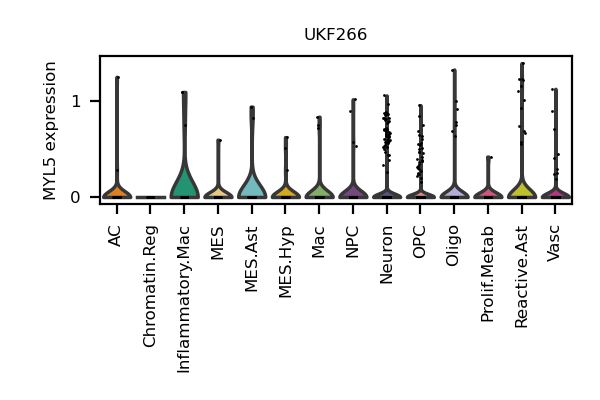 UKF266
MYL5 expression
1
0
AC
Chromatin.Reg
Inflammatory.Mac
MES
MES.Ast
MES.Hyp
Mac
NPC
Neuron
OPC
Oligo
Prolif.Metab
Reactive.Ast
Vasc